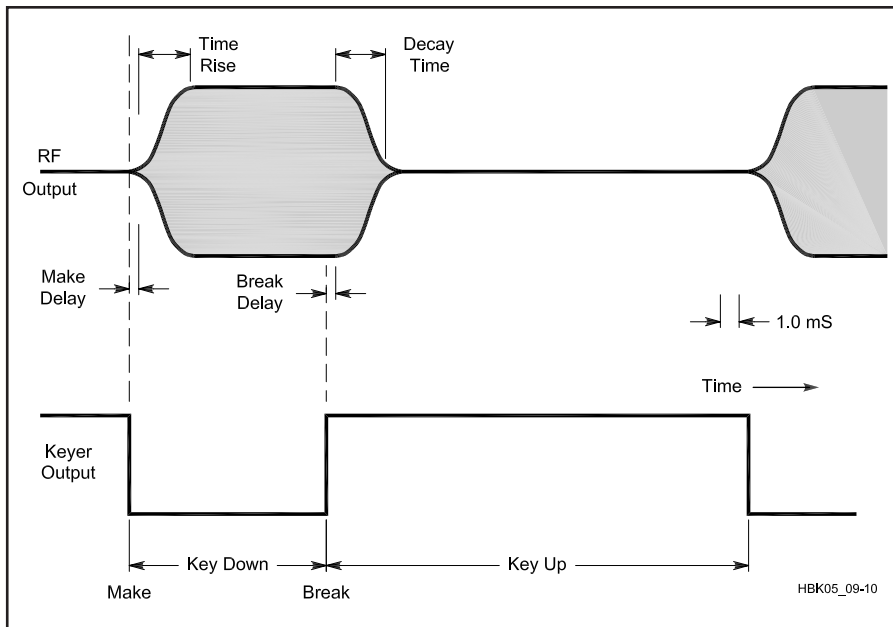 Time
Rise
Decay
Time
RF
Output
Make
Delay
Break
Delay
1.0 mS
Time
Keyer
Output
Key Down
Key Up
Make
Break
HBK05_09-10